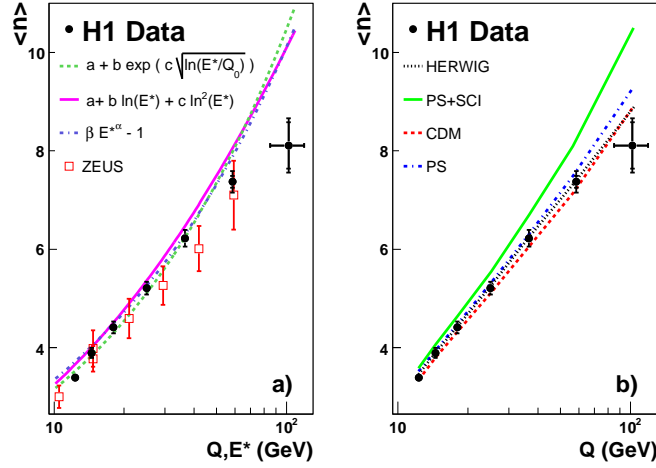 <n>
10
8
6
4
H1 Data
a + b exp ( c √ln(E*/Q₀) )
a+ b ln(E*) + c ln²(E*)
β E*^α - 1
ZEUS
a)
10
10²
Q,E* (GeV)
<n>
10
8
6
4
H1 Data
HERWIG
PS+SCI
CDM
PS
b)
10
10²
Q (GeV)